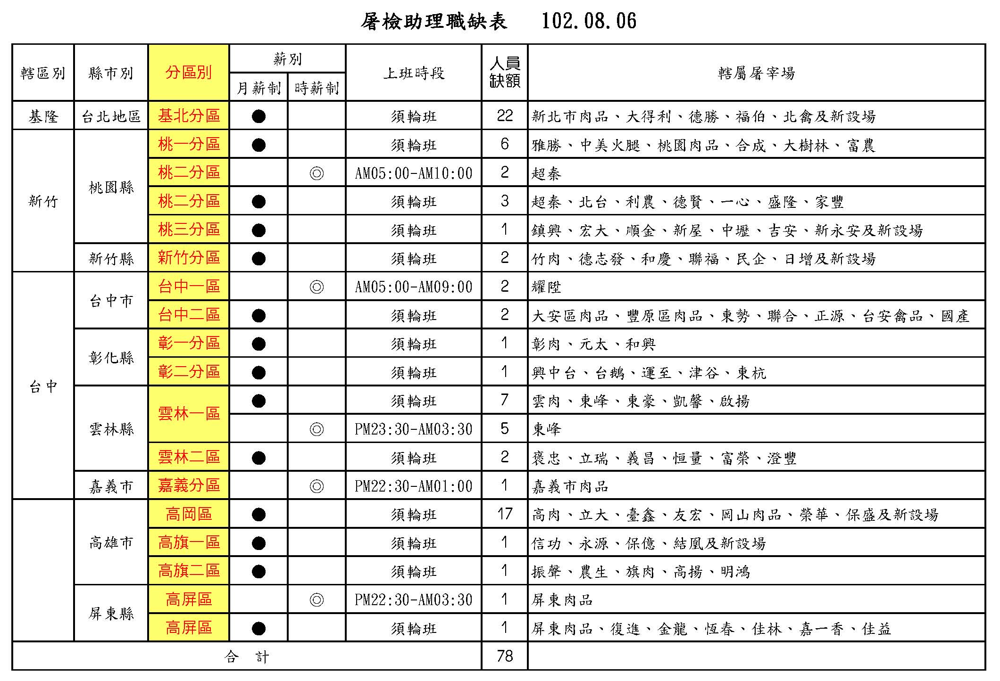 屠檢助理職缺表 102.08.06
轄區別 縣市別 分區別 薪別 上班時段 人員缺額 轄屬屠宰場
月薪制 時薪制
基隆 台北地區 基北分區 ● 須輪班 22 新北市肉品、大得利、德勝、福伯、北禽及新設場
新竹 桃園縣 桃一分區 ● 須輪班 6 雅勝、中美火腿、桃園肉品、合成、大樹林、富農
桃二分區 ◎ AM05:00-AM10:00 2 超秦
桃二分區 ● 須輪班 3 超秦、北台、利農、德賢、一心、盛隆、家豐
桃三分區 ● 須輪班 1 鎮興、宏大、順金、新屋、中壢、吉安、新永安及新設場
新竹縣 新竹分區 ● 須輪班 2 竹肉、德志發、和慶、聯福、民企、日增及新設場
台中 台中市 台中一區 ◎ AM05:00-AM09:00 2 耀陞
台中二區 ● 須輪班 2 大安區肉品、豐原區肉品、東勢、聯合、正源、台安禽品、國產
彰化縣 彰一分區 ● 須輪班 1 彰肉、元太、和興
彰二分區 ● 須輪班 1 興中台、台鵝、運至、津谷、東杭
雲林縣 雲林一區 ● 須輪班 7 雲肉、東峰、東豪、凱馨、啟揚
◎ PM23:30-AM03:30 5 東峰
雲林二區 ● 須輪班 2 褒忠、立瑞、義昌、恒量、富榮、澄豐
嘉義市 嘉義分區 ◎ PM22:30-AM01:00 1 嘉義市肉品
高雄市 高岡區 ● 須輪班 17 高肉、立大、臺鑫、友宏、岡山肉品、榮華、保盛及新設場
高旗一區 ● 須輪班 1 信功、永源、保億、結凰及新設場
高旗二區 ● 須輪班 1 振聲、農生、旗肉、高揚、明鴻
屏東縣 高屏區 ◎ PM22:30-AM03:30 1 屏東肉品
高屏區 ● 須輪班 1 屏東肉品、復進、金龍、恆春、佳林、嘉一香、佳益
合 計 78